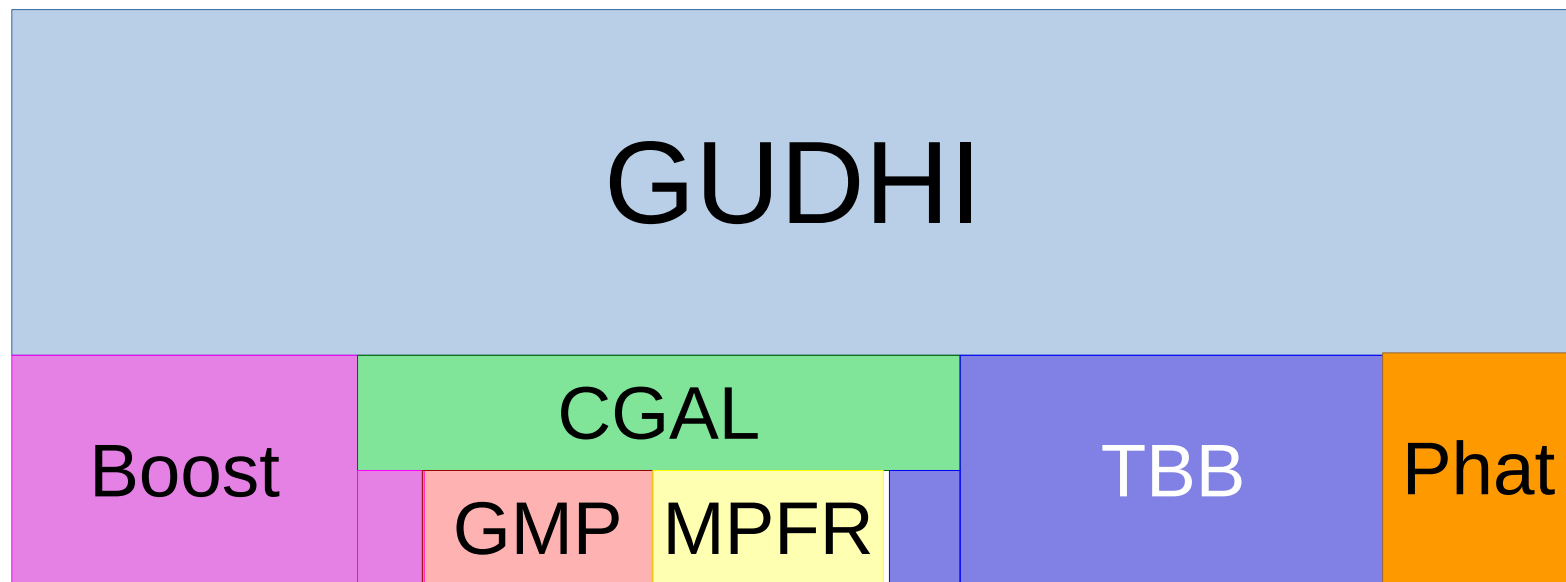 GUDHI
CGAL
Boost
TBB
Phat
GMP
MPFR